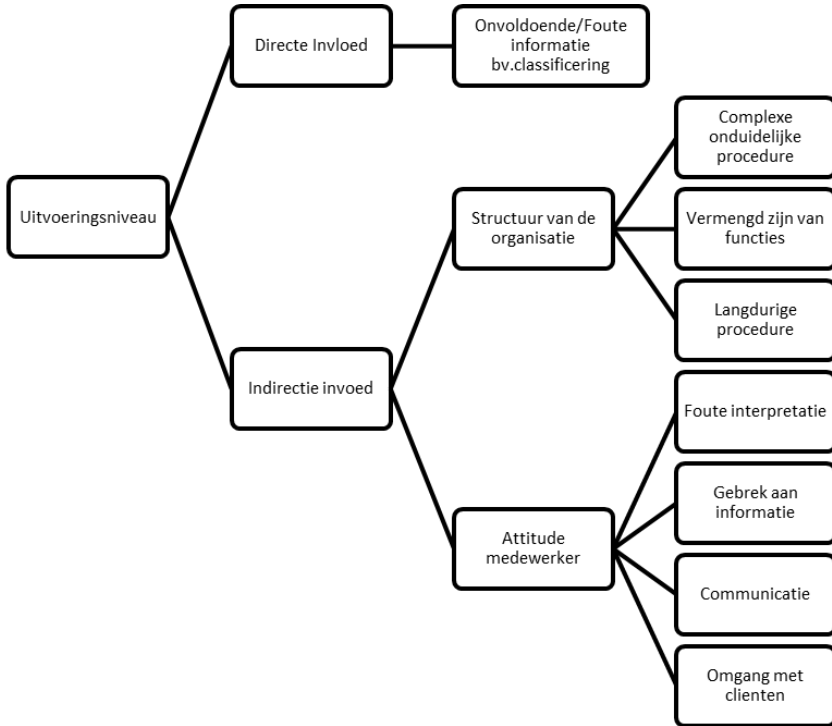 Directe Invloed
Onvoldoende/Foute
informatie
bv.classificering
Uitvoeringsniveau
Indirectie invoed
Structuur van de
organisatie
Complexe
onduidelijke
procedure
Vermengd zijn van
functies
Langdurige
procedure
Attitude
medewerker
Foute interpretatie
Gebrek aan
informatie
Communicatie
Omgang met
clienten